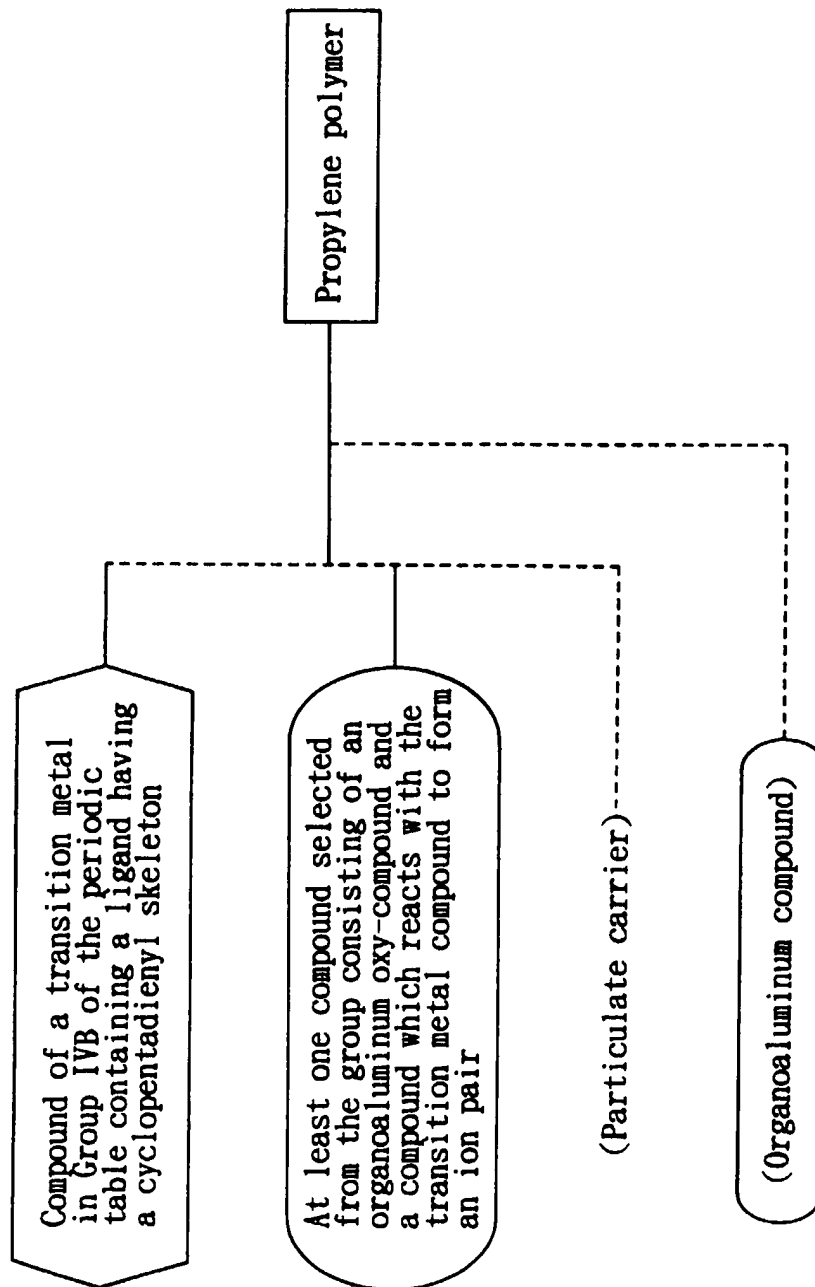 Compound of a transition metal
in Group IVB of the periodic
table containing a ligand having
a cyclopentadienyl skeleton
At least one compound selected
from the group consisting of an
organoaluminum oxy-compound and
a compound which reacts with the
transition metal compound to form
an ion pair
(Particulate carrier)
(Organoaluminum compound)
Propylene polymer